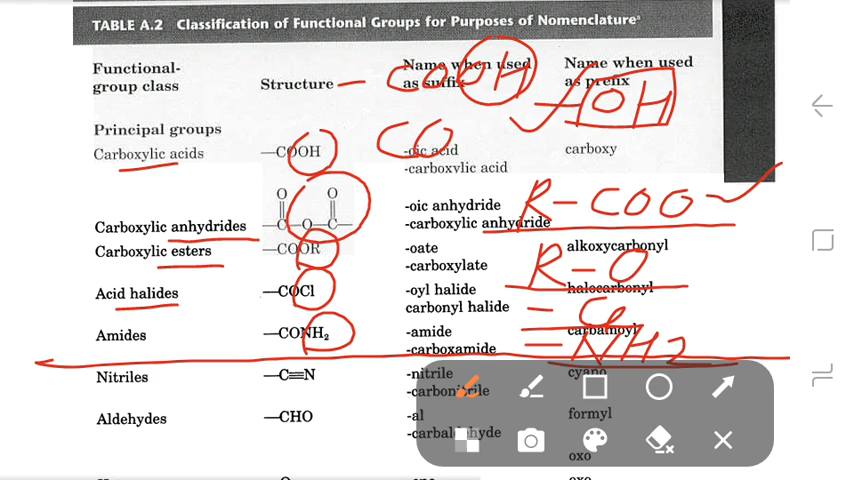 TABLE A.2 Classification of Functional Groups for Purposes of Nomenclatureᵃ
Functional-group class Structure Name when used as suffix Name when used as prefix
COOH
OH
Principal groups
Carboxylic acids —COOH -oic acid carboxy
-carboxylic acid
CO
O O
|| ||
Carboxylic anhydrides —C—O—C— -oic anhydride
-carboxylic anhydride
R-COO
Carboxylic esters —COOR -oate alkoxycarbonyl
-carboxylate
R-O
Acid halides —COCl -oyl halide halocarbonyl
carbonyl halide
Amides —CONH₂ -amide carbamoyl
-carboxamide
NH2
Nitriles —C≡N -nitrile cyano
-carbonitrile
Aldehydes —CHO -al formyl
-carbaldehyde
oxo